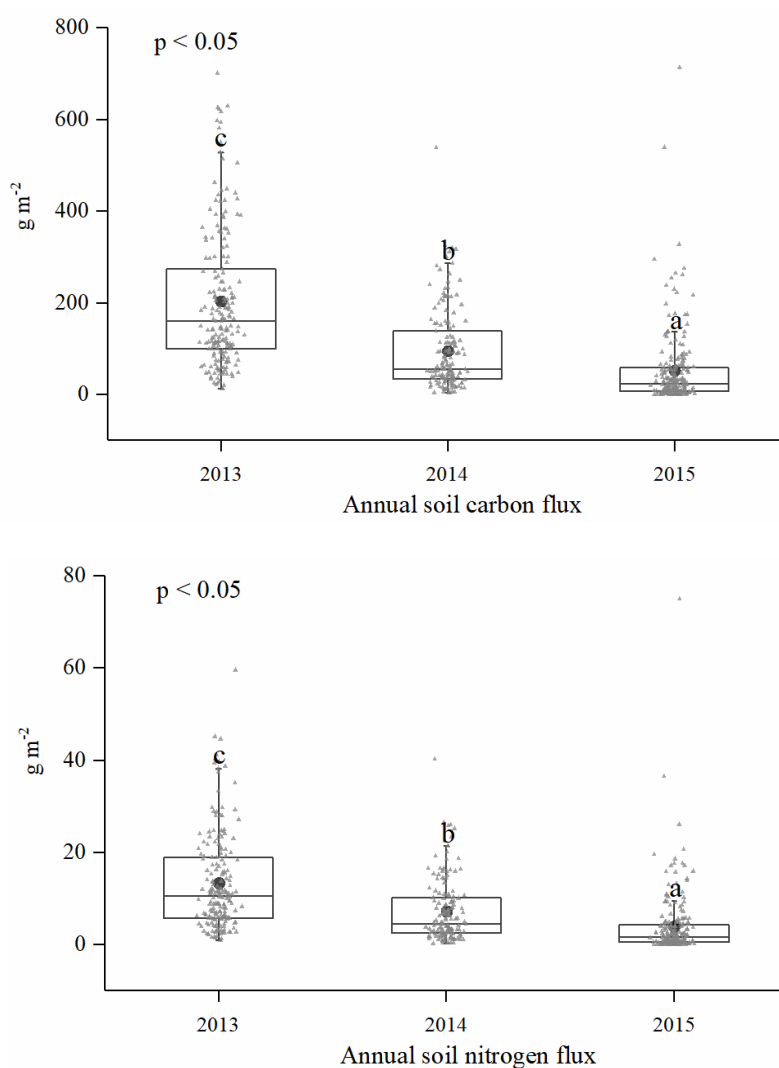 800
p < 0.05
600
c
g m⁻²
400
b
200
a
0
2013 2014 2015
Annual soil carbon flux
80
p < 0.05
60
g m⁻²
c
40
b
20
a
0
2013 2014 2015
Annual soil nitrogen flux